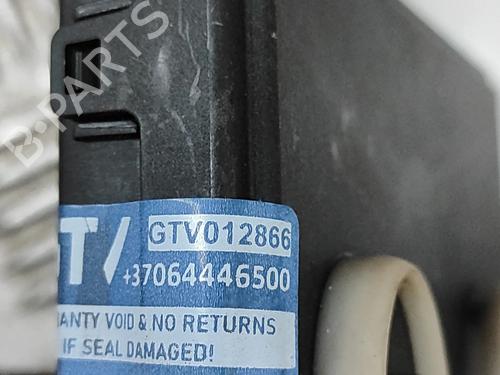 B-PARTS
GTV012866
+37064446500
ANTY VOID & NO RETURNS
IF SEAL DAMAGED!